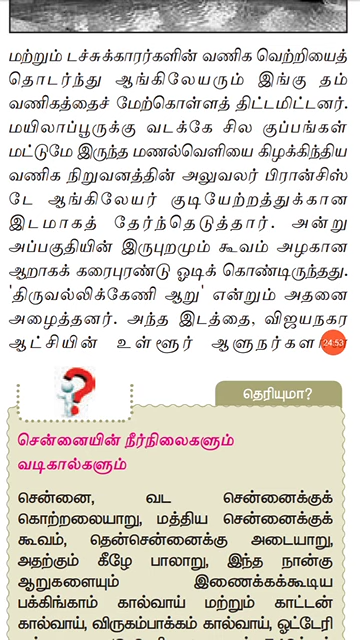 மற்றும் டச்சுக்காரர்களின் வணிக வெற்றியைத்
தொடர்ந்து ஆங்கிலேயரும் இங்கு தம்
வணிகத்தைச் மேற்கொள்ளத் திட்டமிட்டனர்.
மயிலாப்பூருக்கு வடக்கே சில குப்பங்கள்
மட்டுமே இருந்த மணல்வெளியை கிழக்கிந்திய
வணிக நிறுவனத்தின் அலுவலர் பிரான்சிஸ்
டே ஆங்கிலேயர் குடியேற்றத்துக்கான
இடமாகத் தேர்ந்தெடுத்தார். அன்று
அப்பகுதியின் இருபுறமும் கூவம் அழகான
ஆறாகக் கரைபுரண்டு ஓடிக் கொண்டிருந்தது.
'திருவல்லிக்கேணி ஆறு' என்றும் அதனை
அழைத்தனர். அந்த இடத்தை, விஜயநகர
ஆட்சியின் உள்ளூர்
24:53
தெரியுமா?
சென்னையின் நீர்நிலைகளும்
வடிகால்களும்
சென்னை, வட சென்னைக்குக்
கொற்றலையாறு, மத்திய சென்னைக்குக்
கூவம், தென்சென்னைக்கு அடையாறு,
அதற்கும் கீழே பாலாறு, இந்த நான்கு
ஆறுகளையும் இணைக்கக்கூடிய
பக்கிங்காம் கால்வாய் மற்றும் காட்டன்
கால்வாய், விருகம்பாக்கம் கால்வாய், ஓட்டேரி